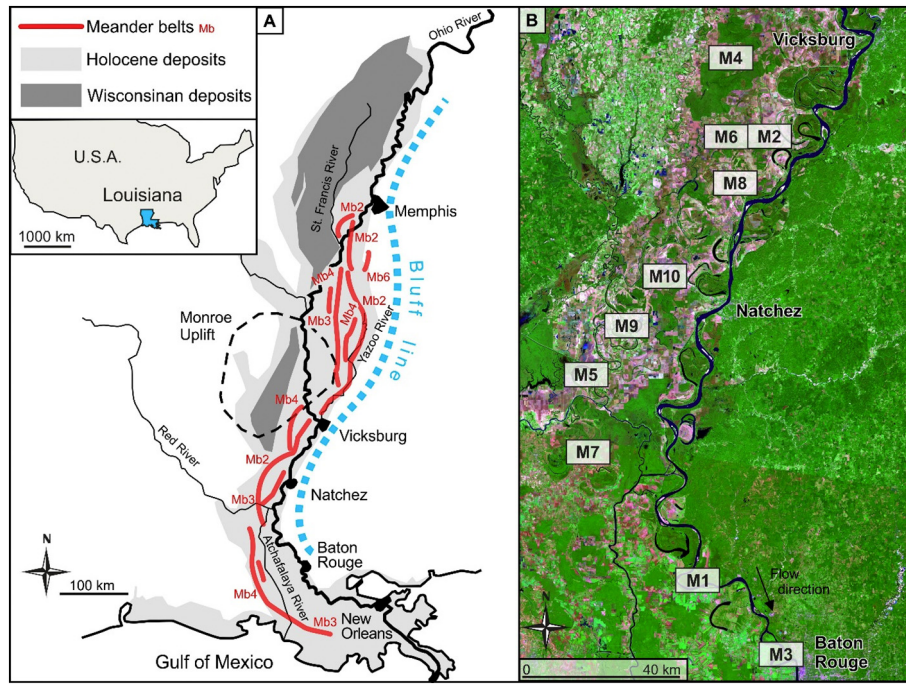 Meander belts Mb
Holocene deposits
Wisconsinan deposits
U.S.A.
Louisiana
1000 km
A
Ohio River
St. Francis River
Mb2
Memphis
Mb2
Mb4
Mb6
Mb2
Mb3
Mb4
Monroe
Uplift
Yazoo River
Bluff line
Mb4
Vicksburg
Red River
Mb2
Mb3
Natchez
N
100 km
Atchafalaya River
Baton
Rouge
Mb4
Mb3
New
Orleans
Gulf of Mexico
B
Vicksburg
M4
M6
M2
M8
M10
Natchez
M9
M5
M7
M1
Flow
direction
N
M3
Baton
Rouge
0
40 km